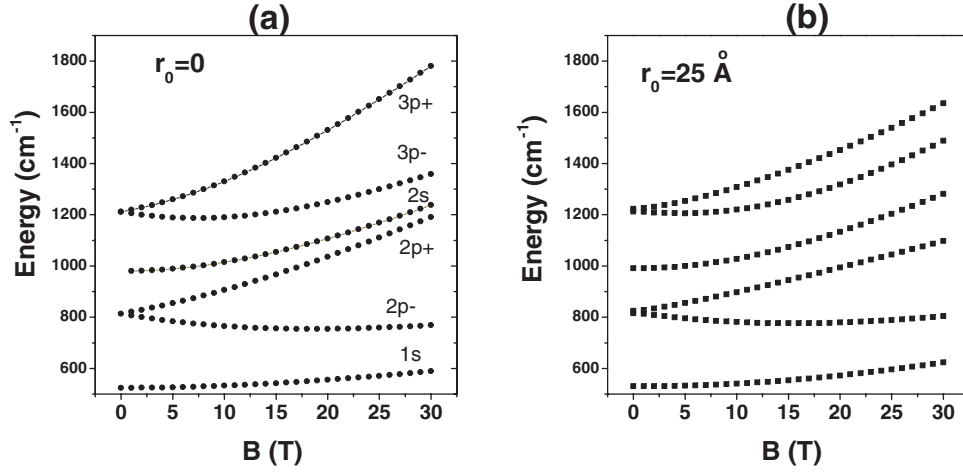 (a)
r0=0
1800
1600
1400
1200
1000
800
600
Energy (cm-1)
3p+
3p-
2s
2p+
2p-
1s
0 5 10 15 20 25 30
B (T)
(b)
r0=25 Å
1800
1600
1400
1200
1000
800
600
Energy (cm-1)
0 5 10 15 20 25 30
B (T)